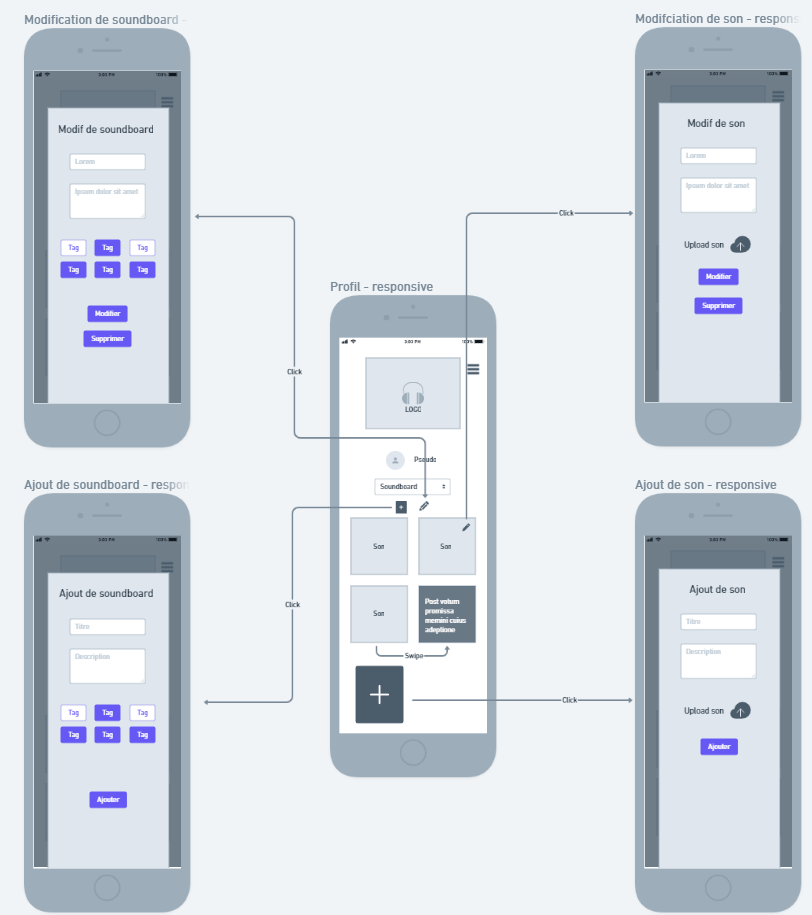 Modification de soundboard -
3:03 PM
100%
Modif de soundboard
Lorem
Ipsum dolor sit amet
Tag
Tag
Tag
Tag
Tag
Tag
Modifier
Supprimer
Modifciation de son - respons
3:03 PM
100%
Modif de son
Lorem
Ipsum dolor sit amet
Upload son
Modifier
Supprimer
Click
Click
Profil - responsive
3:03 PM
100%
LOGO
Pseudo
Soundboard
Son
Son
Son
Post votum
promissa
memini cuius
adeptione
Swipe
Click
Click
Ajout de soundboard - respon
3:03 PM
100%
Ajout de soundboard
Titre
Description
Tag
Tag
Tag
Tag
Tag
Tag
Ajouter
Ajout de son - responsive
3:03 PM
100%
Ajout de son
Titre
Description
Upload son
Ajouter